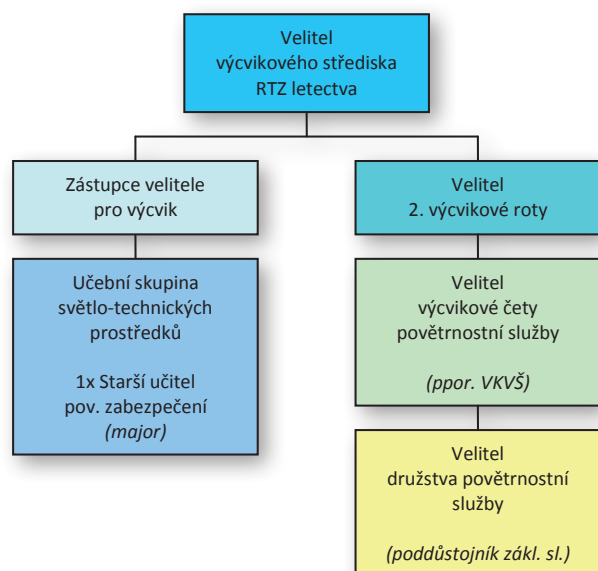 Velitel
výcvikového střediska
RTZ letectva
Zástupce velitele
pro výcvik
Velitel
2. výcvikové roty
Učební skupina
světlo-technických
prostředků
1x Starší učitel
pov. zabezpečení
(major)
Velitel
výcvikové čety
povětrnostní služby
(ppor. VKVŠ)
Velitel
družstva povětrnostní
služby
(poddůstojník zákl. sl.)